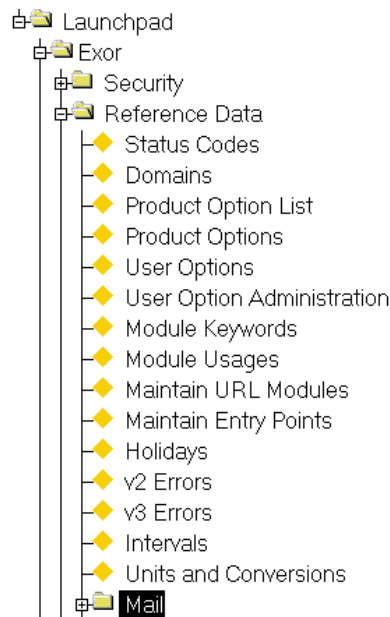 Launchpad
Exor
Security
Reference Data
Status Codes
Domains
Product Option List
Product Options
User Options
User Option Administration
Module Keywords
Module Usages
Maintain URL Modules
Maintain Entry Points
Holidays
v2 Errors
v3 Errors
Intervals
Units and Conversions
Mail